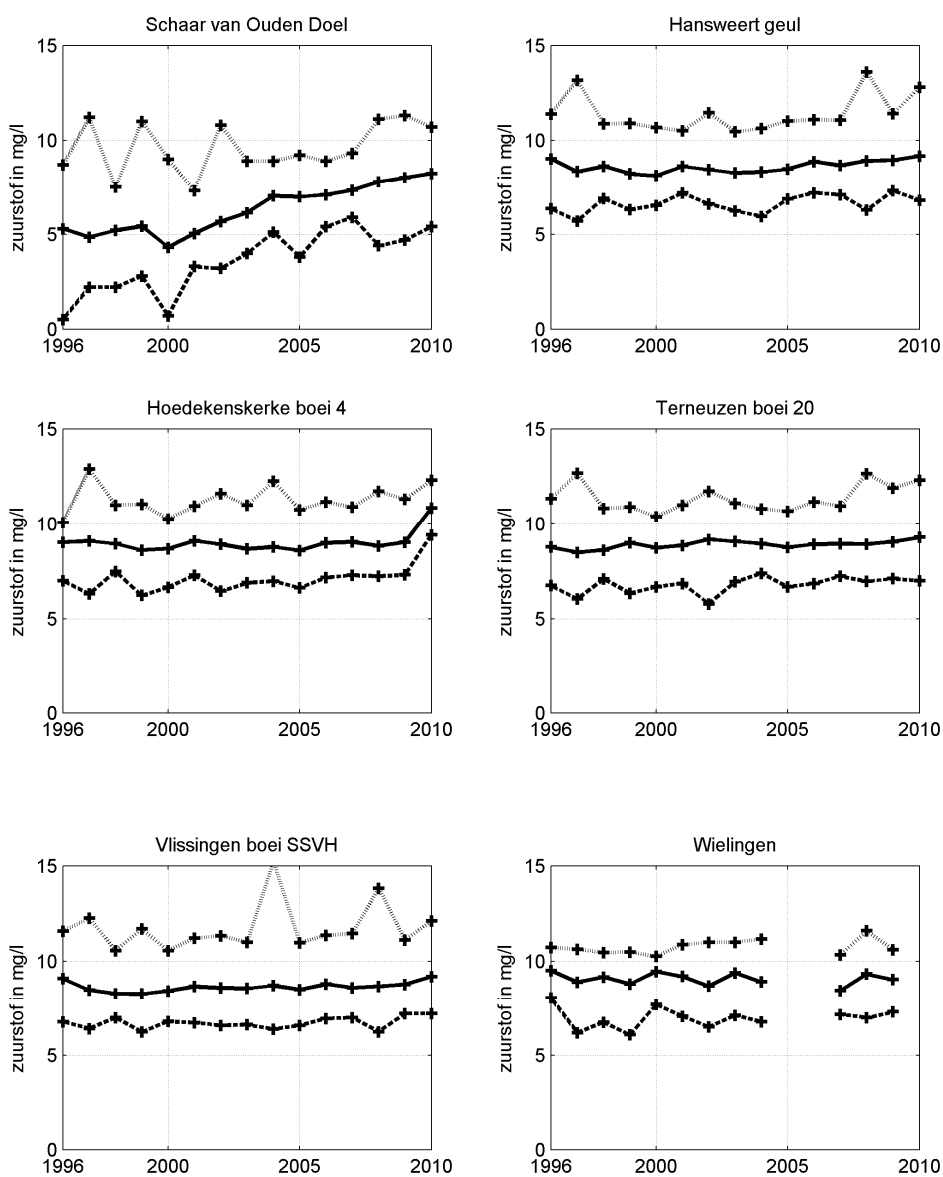 Schaar van Ouden Doel
15
10
5
0
zuurstof in mg/l
1996 2000 2005 2010
Hansweert geul
15
10
5
0
zuurstof in mg/l
1996 2000 2005 2010
Hoedekenskerke boei 4
15
10
5
0
zuurstof in mg/l
1996 2000 2005 2010
Terneuzen boei 20
15
10
5
0
zuurstof in mg/l
1996 2000 2005 2010
Vlissingen boei SSVH
15
10
5
0
zuurstof in mg/l
1996 2000 2005 2010
Wielingen
15
10
5
0
zuurstof in mg/l
1996 2000 2005 2010